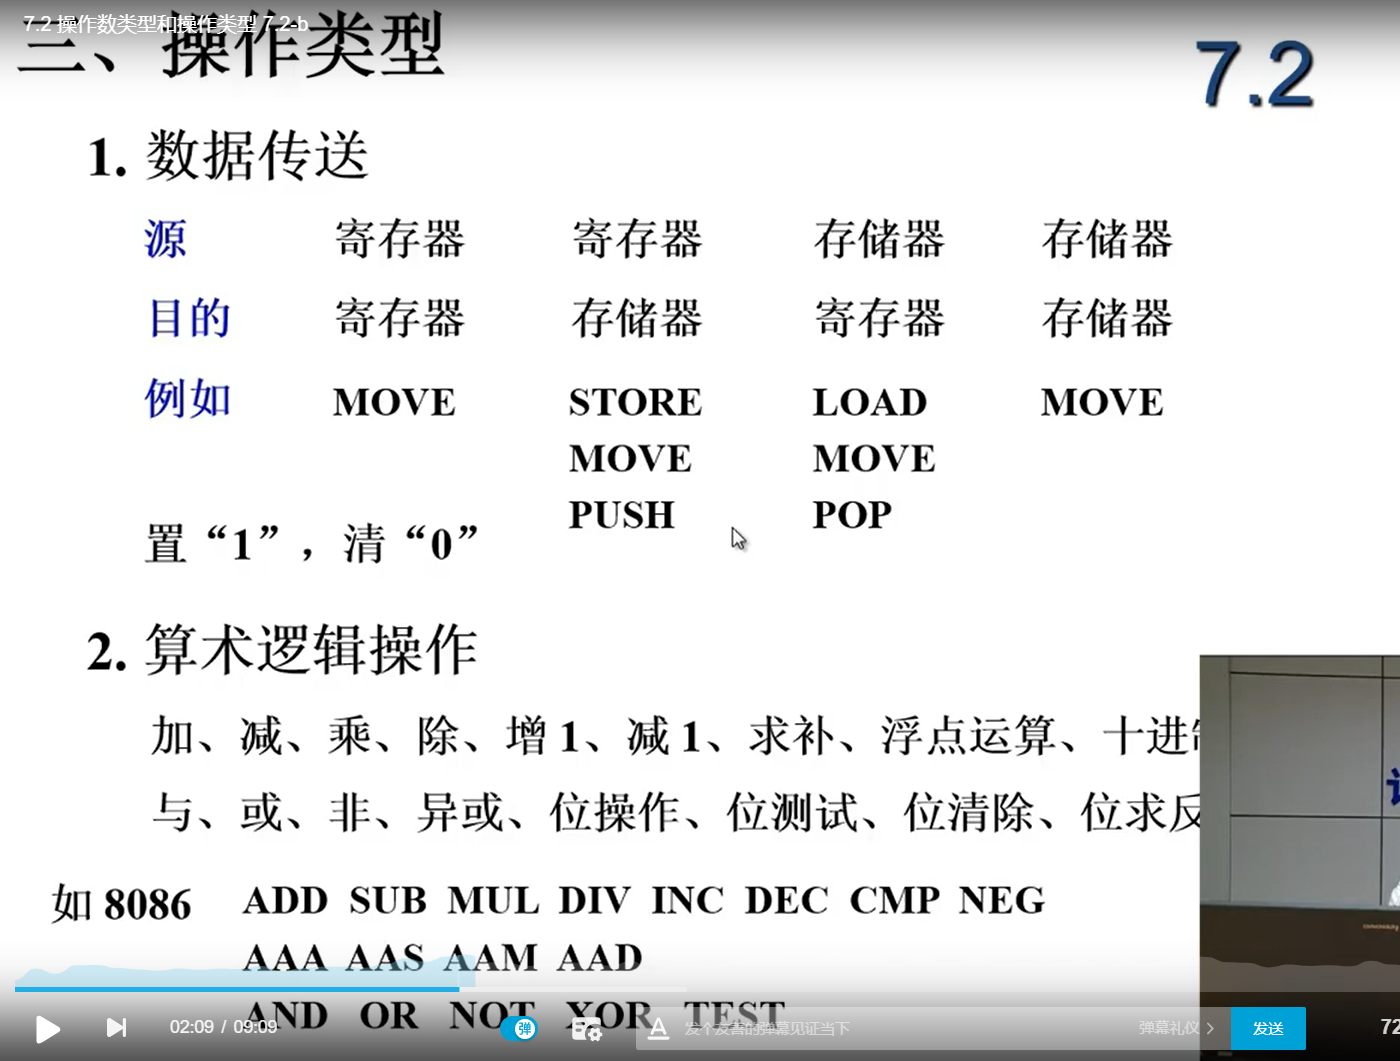 7.2 操作数类型和操作类型 7.2-b
三、操作类型
7.2
1. 数据传送
源 寄存器 寄存器 存储器 存储器
目的 寄存器 存储器 寄存器 存储器
例如 MOVE STORE LOAD MOVE
MOVE MOVE
PUSH POP
置“1”，清“0”
2. 算术逻辑操作
加、减、乘、除、增 1、减 1、求补、浮点运算、十进
与、或、非、异或、位操作、位测试、位清除、位求反
如 8086 ADD SUB MUL DIV INC DEC CMP NEG
AAA AAS AAM AAD
AND OR NOT XOR TEST
02:09 / 09:09 弹 发个友善的弹幕见证当下 弹幕礼仪 发送 72